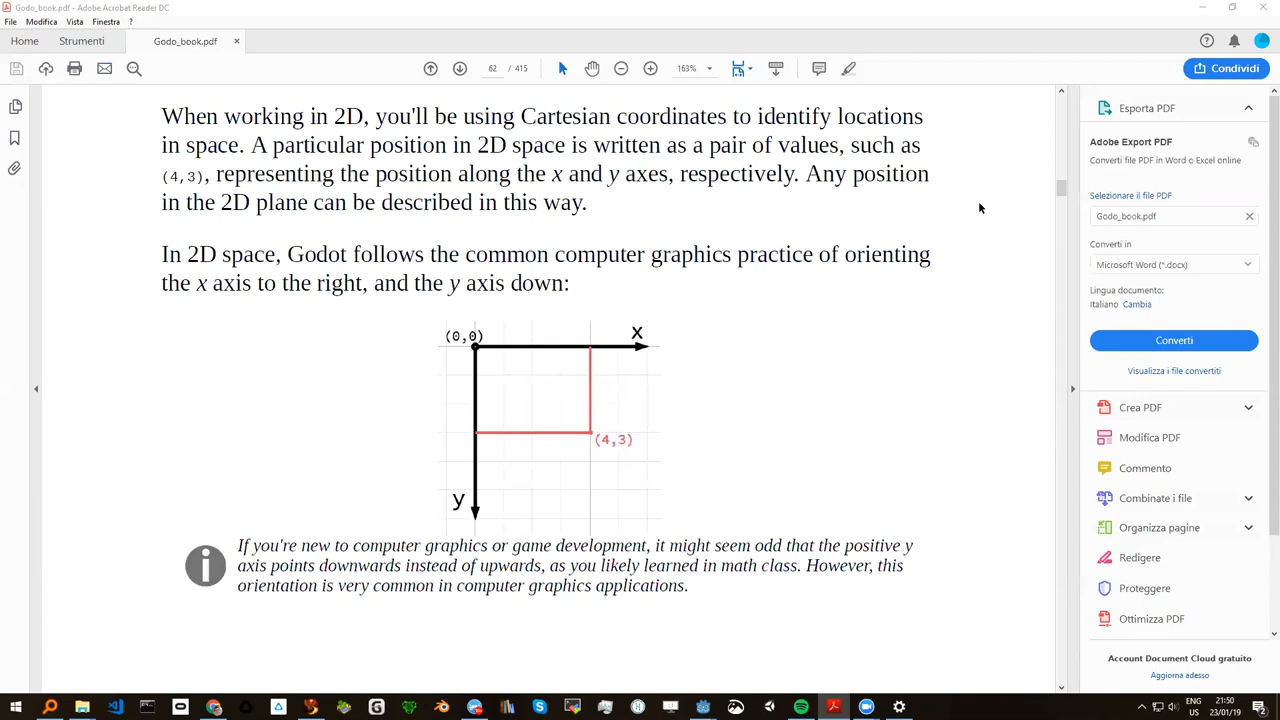 Godo_book.pdf - Adobe Acrobat Reader DC
File Modifica Vista Finestra ?
Home Strumenti Godo_book.pdf ×
62 / 415 163% Condividi
When working in 2D, you'll be using Cartesian coordinates to identify locations
in space. A particular position in 2D space is written as a pair of values, such as
(4,3), representing the position along the x and y axes, respectively. Any position
in the 2D plane can be described in this way.
In 2D space, Godot follows the common computer graphics practice of orienting
the x axis to the right, and the y axis down:
(0,0) x
(4,3)
y
If you're new to computer graphics or game development, it might seem odd that the positive y
axis points downwards instead of upwards, as you likely learned in math class. However, this
orientation is very common in computer graphics applications.
Esporta PDF
Adobe Export PDF
Converti file PDF in Word o Excel online
Selezionare il file PDF
Godo_book.pdf
Converti in
Microsoft Word (*.docx)
Lingua documento:
Italiano Cambia
Converti
Visualizza i file convertiti
Crea PDF
Modifica PDF
Commento
Combinate i file
Organizza pagine
Redigere
Proteggere
Ottimizza PDF
Account Document Cloud gratuito
Aggiorna adesso
ENG
US
21:50
23/01/19
2